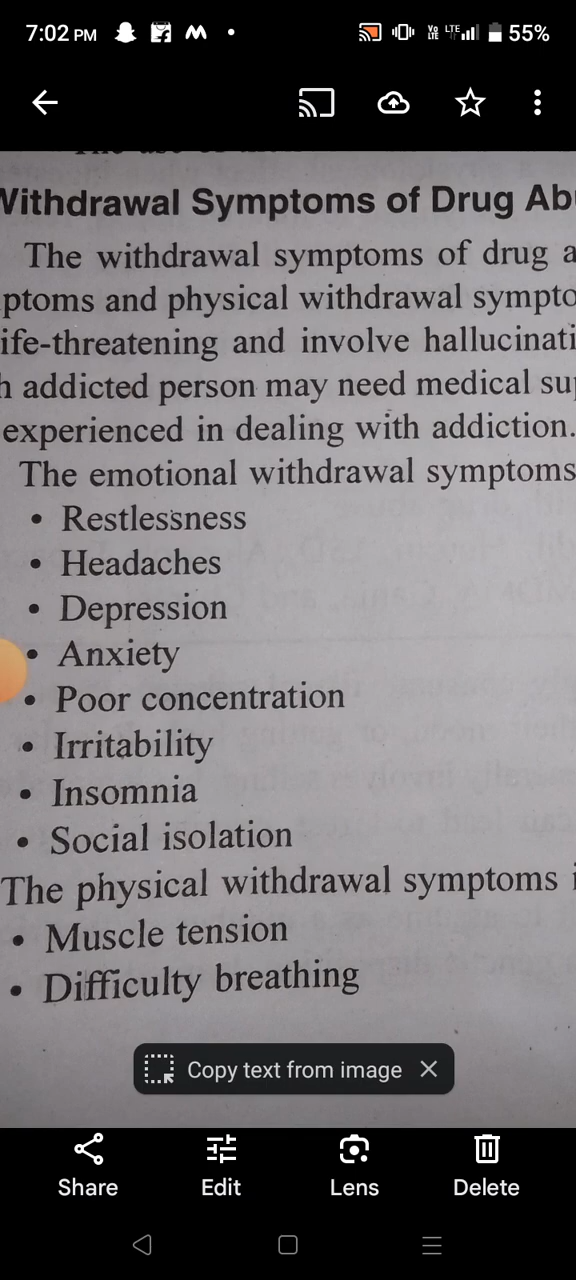 7:02 PM
55%
Withdrawal Symptoms of Drug Ab
The withdrawal symptoms of drug a
ptoms and physical withdrawal sympto
ife-threatening and involve hallucinati
h addicted person may need medical su
experienced in dealing with addiction.
The emotional withdrawal symptoms
• Restlessness
• Headaches
• Depression
• Anxiety
• Poor concentration
• Irritability
• Insomnia
• Social isolation
The physical withdrawal symptoms i
• Muscle tension
• Difficulty breathing
Copy text from image
Share Edit Lens Delete